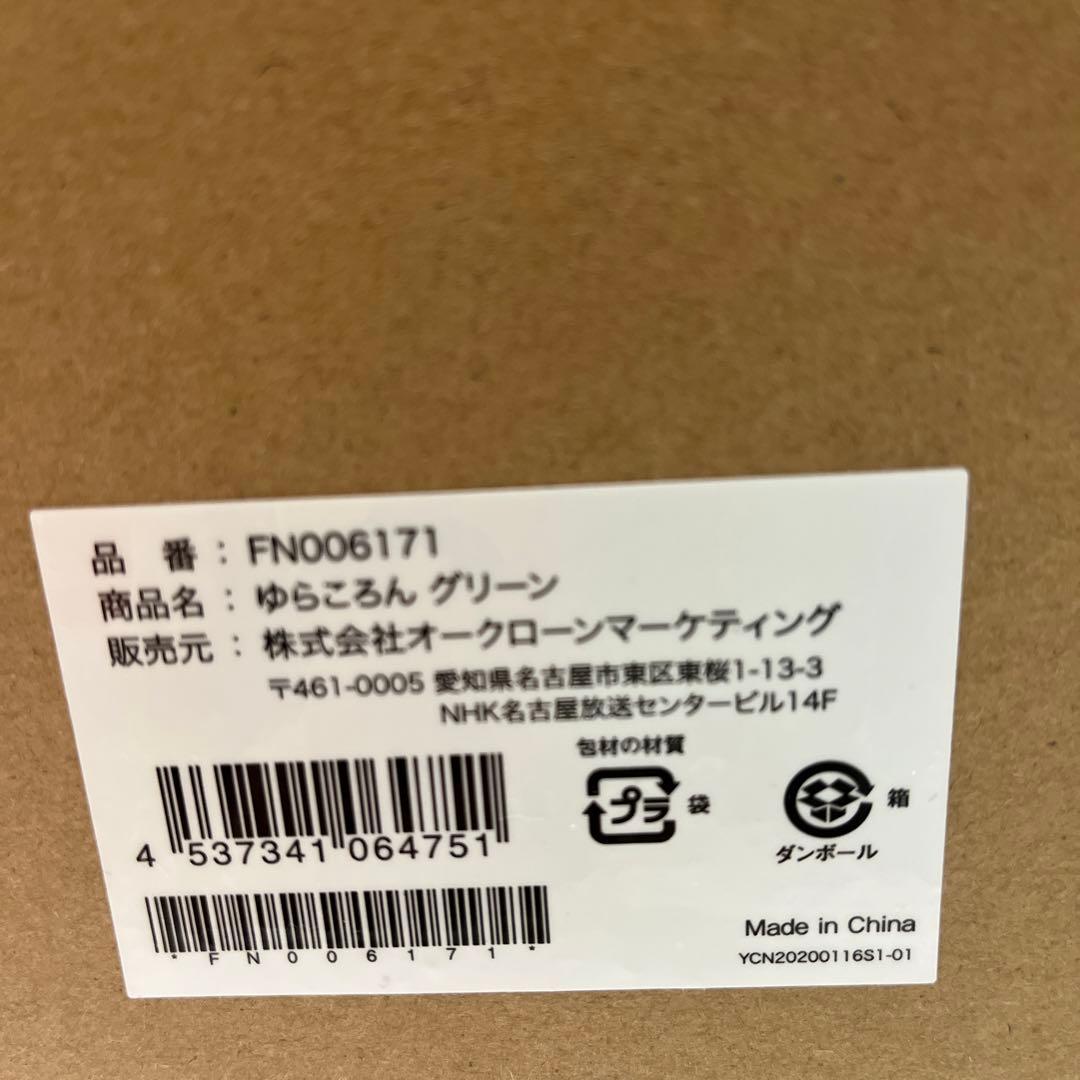 品 番 : FN006171
商品名 : ゆらころん グリーン
販売元 : 株式会社オークローンマーケティング
〒461-0005 愛知県名古屋市東区東桜1-13-3
NHK名古屋放送センタービル14F
包材の材質
プラ 袋
箱
ダンボール
4 537341 064751
*FN006171*
Made in China
YCN20200116S1-01